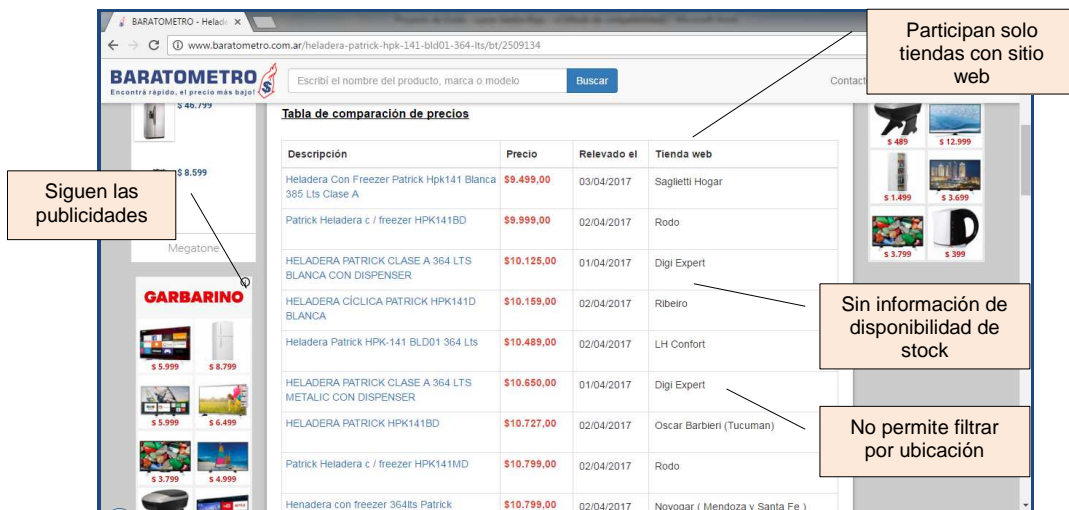 BARATOMETRO - Helad
www.baratometro.com.ar/heladera-patrick-hpk-141-bld01-364-lts/bt/2509134
Participan solo
tiendas con sitio
web
BARATOMETRO
Encontrá rápido, el precio más bajo!
Escribí el nombre del producto, marca o modelo
Buscar
$ 46.799
$ 8.599
Siguen las
publicidades
Megatone
GARBARINO
$ 5.999 $ 8.799
$ 5.999 $ 6.499
$ 3.799 $ 4.999
Tabla de comparación de precios
Descripción Precio Relevado el Tienda web
Heladera Con Freezer Patrick Hpk141 Blanca $9.499,00 03/04/2017 Saglietti Hogar
385 Lts Clase A
Patrick Heladera c / freezer HPK141BD $9.999,00 02/04/2017 Rodo
HELADERA PATRICK CLASE A 364 LTS $10.125,00 01/04/2017 Digi Expert
BLANCA CON DISPENSER
HELADERA CÍCLICA PATRICK HPK141D $10.159,00 02/04/2017 Ribeiro
BLANCA
Heladera Patrick HPK-141 BLD01 364 Lts $10.489,00 02/04/2017 LH Confort
HELADERA PATRICK CLASE A 364 LTS $10.650,00 01/04/2017 Digi Expert
METALIC CON DISPENSER
HELADERA PATRICK HPK141BD $10.727,00 02/04/2017 Oscar Barbieri (Tucuman)
Patrick Heladera c / freezer HPK141MD $10.799,00 02/04/2017 Rodo
Henadera con freezer 364lts Patrick $10.799,00 02/04/2017 Novogar ( Mendoza y Santa Fe )
$ 489 $ 12.999
$ 1.499 $ 3.699
$ 3.799 $ 399
Sin información de
disponibilidad de
stock
No permite filtrar
por ubicación